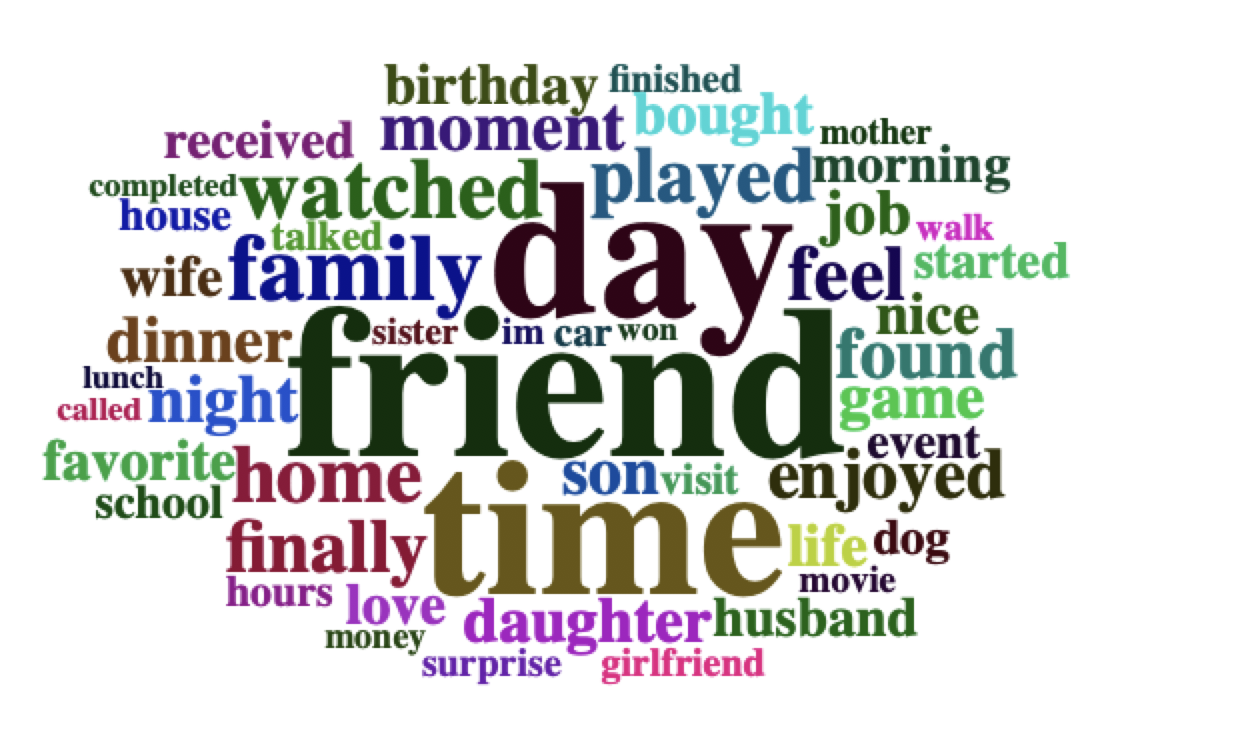 birthday finished
received moment bought mother
completed watched played morning
house talked day job walk
wife family feel started
dinner sister im car won nice
lunch friend found
called night game
favorite home son visit enjoyed event
school
finally time life dog
hours love movie
money daughter husband
surprise girlfriend